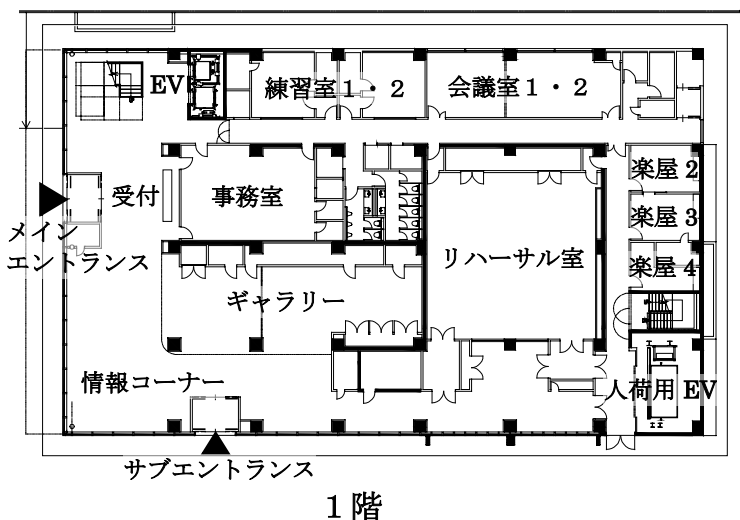 EV
練習室１・２
会議室１・２
受付
事務室
楽屋２
楽屋３
楽屋４
メイン
エントランス
リハーサル室
ギャラリー
情報コーナー
人荷用 EV
サブエントランス
１階